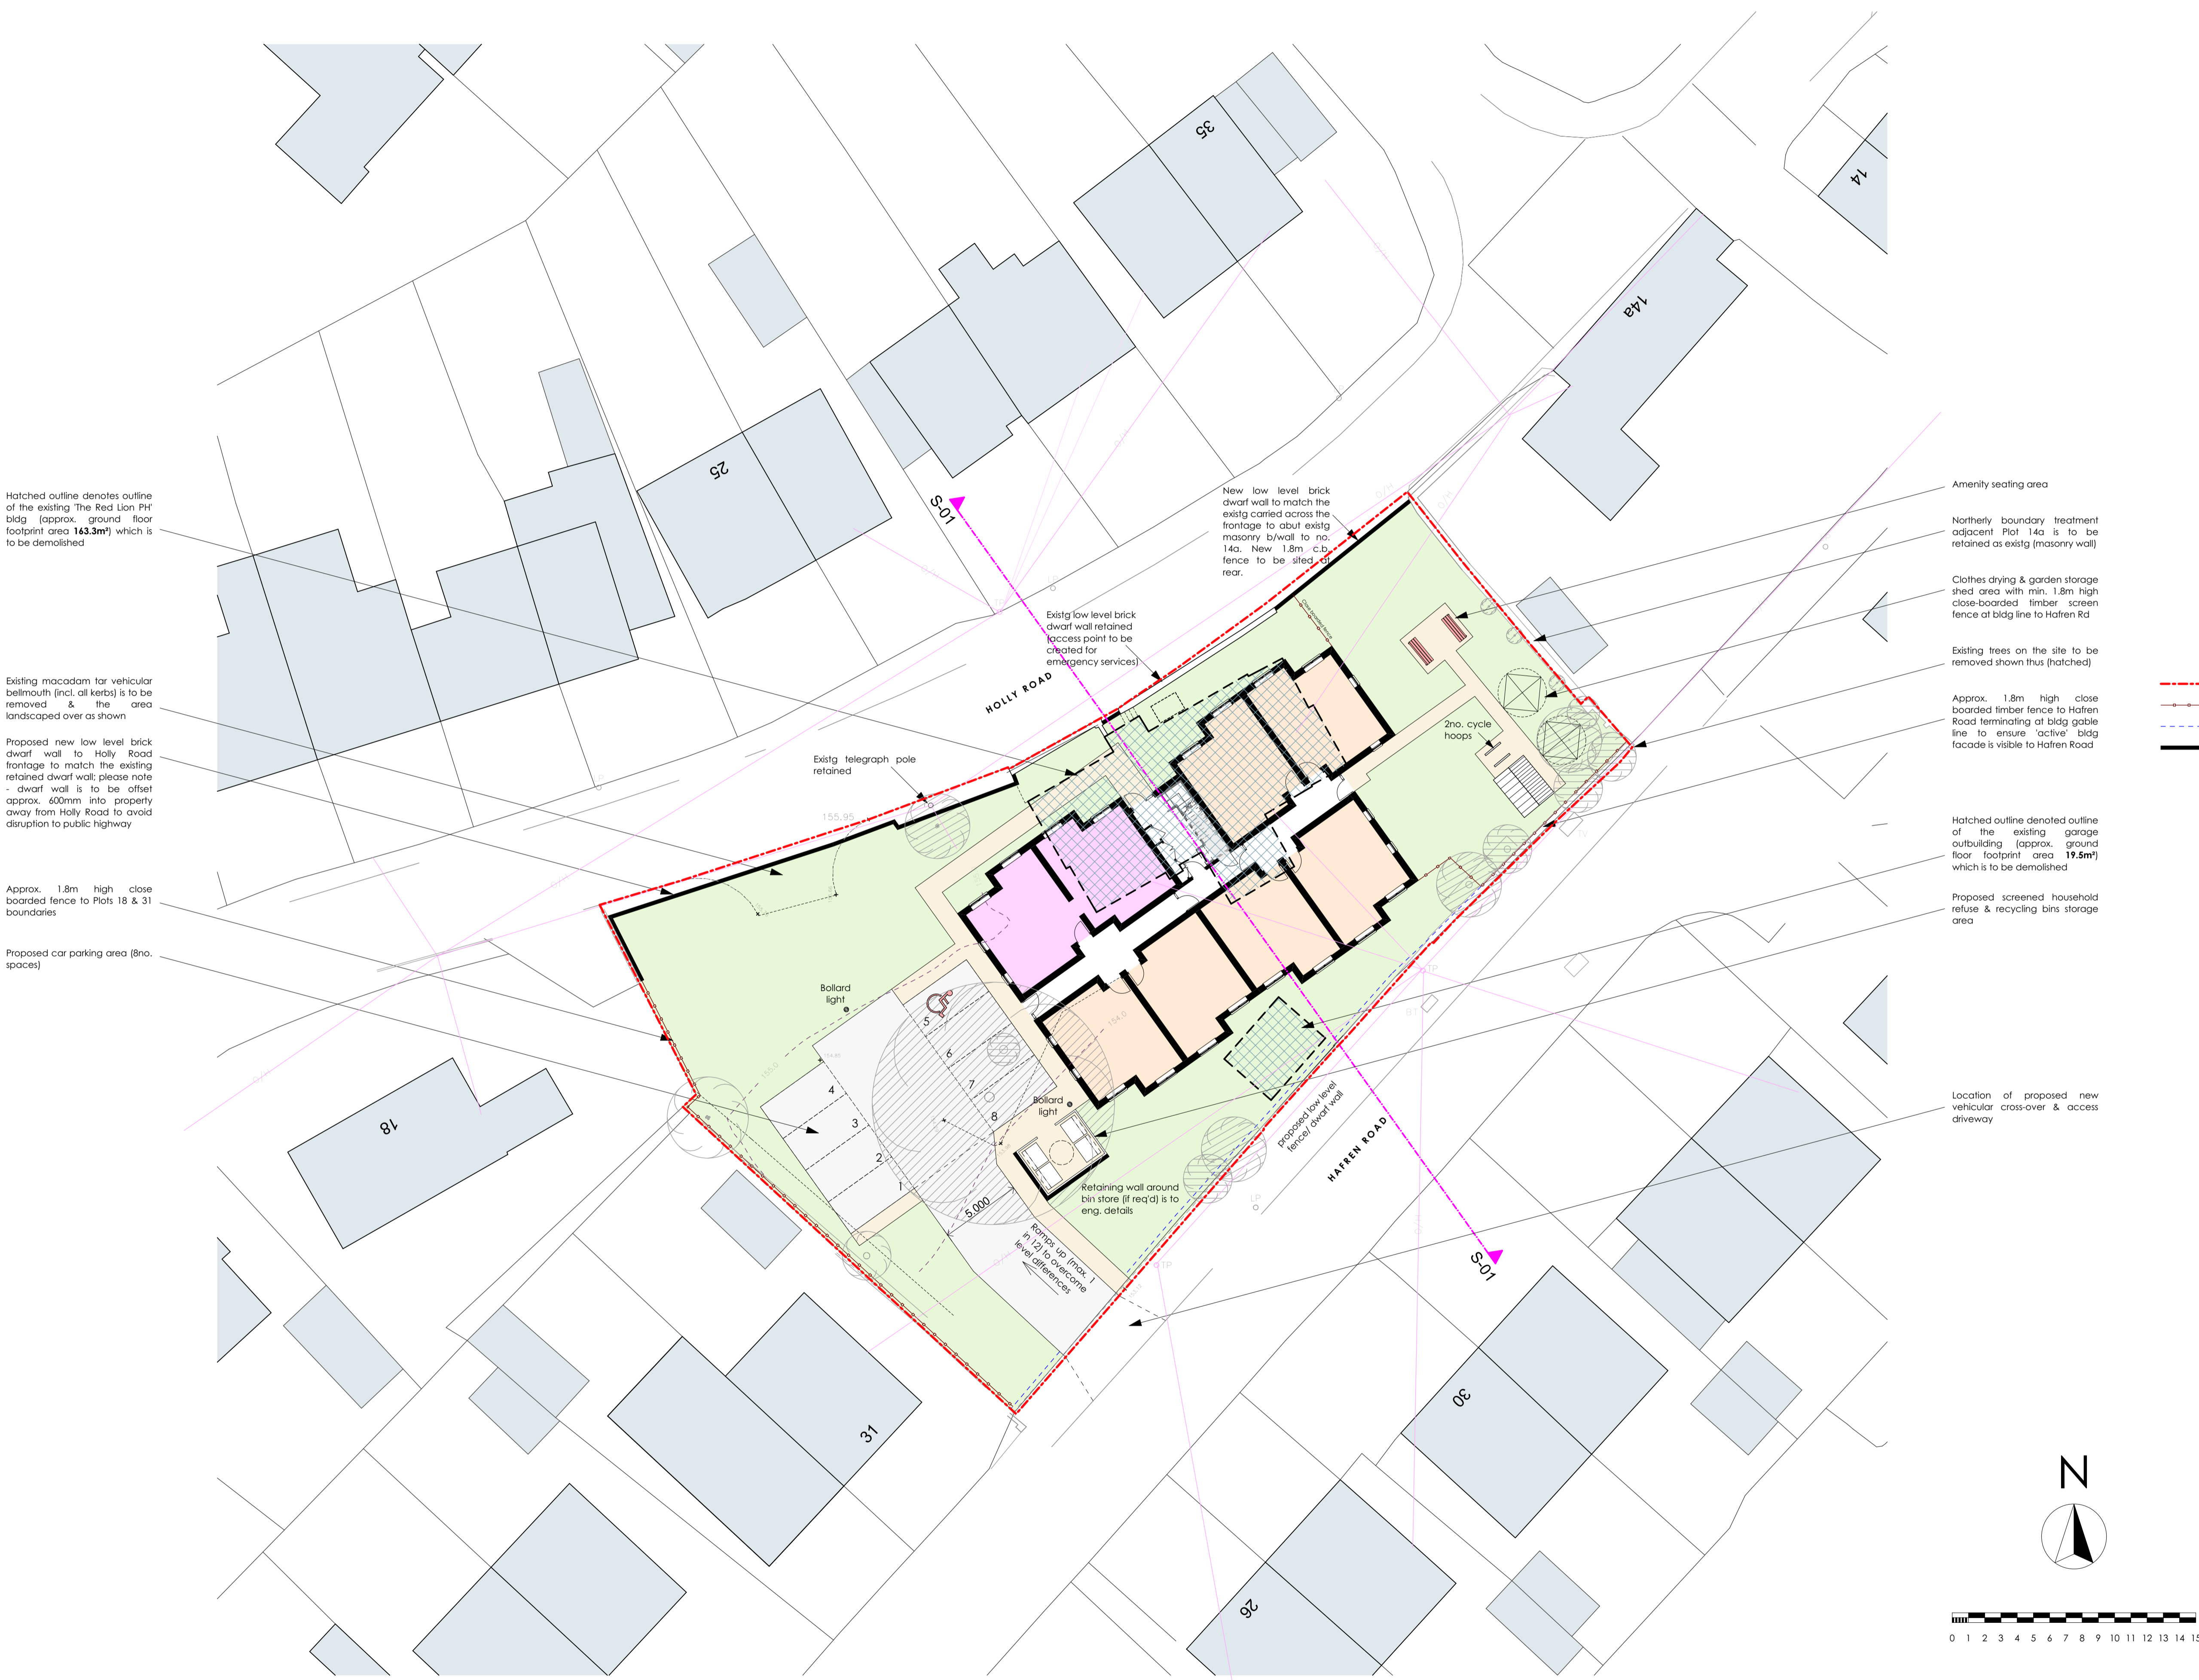 Hatched outline denotes outline
of the existing 'The Red Lion PH'
bldg (approx. ground floor
footprint area 163.3m²) which is
to be demolished
Existing macadam tar vehicular
bellmouth (incl. all kerbs) is to be
removed & the area
landscaped over as shown
Proposed new low level brick
dwarf wall to Holly Road
frontage to match the existing
retained dwarf wall; please note
- dwarf wall is to be offset
approx. 600mm into property
away from Holly Road to avoid
disruption to public highway
Approx. 1.8m high close
boarded fence to Plots 18 & 31
boundaries
Proposed car parking area (8no.
spaces)
35
14
14a
25
S-01
New low level brick
dwarf wall to match the
existg carried across the
frontage to abut existg
masonry b/wall to no.
14a. New 1.8m c.b.
fence to be sited at
rear.
Existg low level brick
dwarf wall retained
(access point to be
created for
emergency services)
HOLLY ROAD
Close boarded fence
2no. cycle
hoops
Existg telegraph pole
retained
155.95
Bollard
light
5
6
7
8
4
3
2
1
154.0
155.0
Bollard
light
5.000
Retaining wall around
bin store (if req'd) is to
eng. details
Ramps up (max. 1
in 12) to overcome
level differences
proposed low level
fence/ dwarf wall
HAFREN ROAD
TP
BT
LP
TP
S-01
18
31
30
26
Amenity seating area
Northerly boundary treatment
adjacent Plot 14a is to be
retained as existg (masonry wall)
Clothes drying & garden storage
shed area with min. 1.8m high
close-boarded timber screen
fence at bldg line to Hafren Rd
Existing trees on the site to be
removed shown thus (hatched)
Approx. 1.8m high close
boarded timber fence to Hafren
Road terminating at bldg gable
line to ensure 'active' bldg
facade is visible to Hafren Road
Hatched outline denoted outline
of the existing garage
outbuilding (approx. ground
floor footprint area 19.5m²)
which is to be demolished
Proposed screened household
refuse & recycling bins storage
area
Location of proposed new
vehicular cross-over & access
driveway
N
0 1 2 3 4 5 6 7 8 9 10 11 12 13 14 15